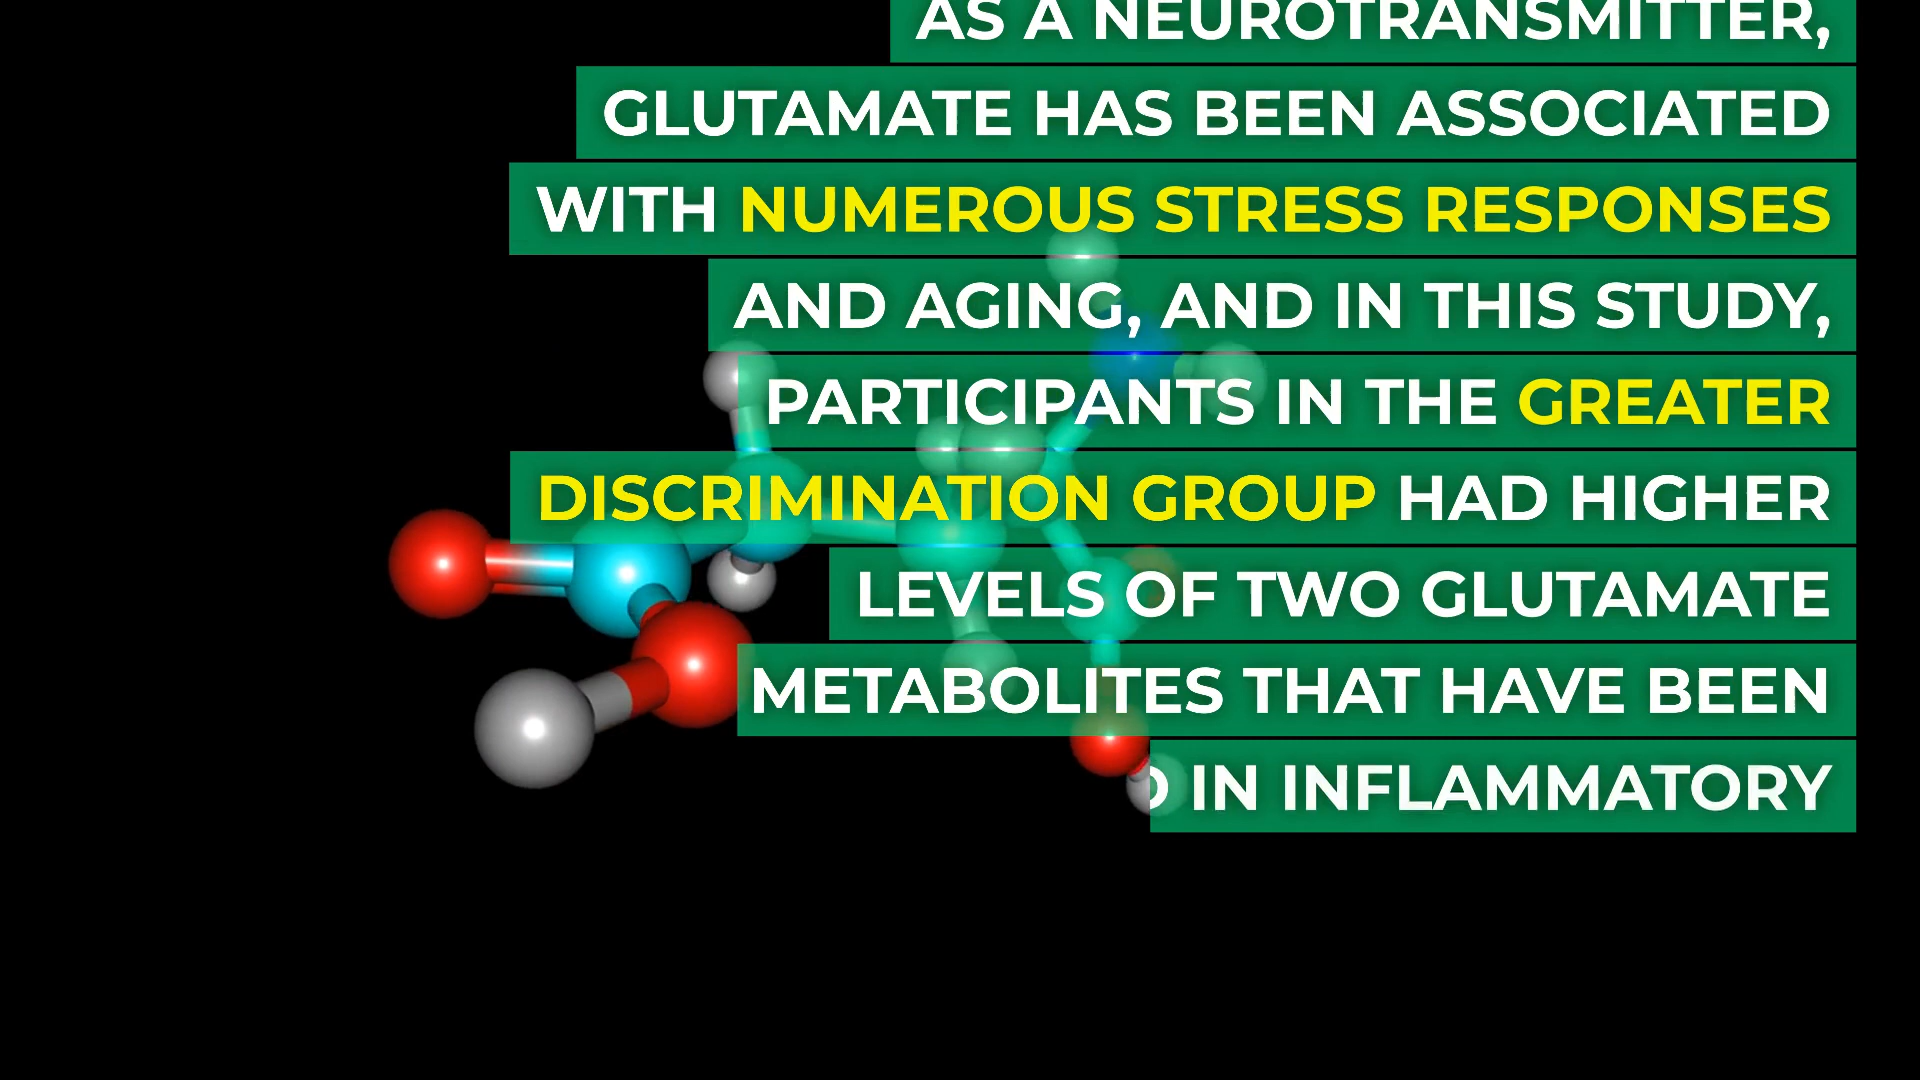 AS A NEUROTRANSMITTER,
GLUTAMATE HAS BEEN ASSOCIATED
WITH NUMEROUS STRESS RESPONSES
AND AGING, AND IN THIS STUDY,
PARTICIPANTS IN THE GREATER
DISCRIMINATION GROUP HAD HIGHER
LEVELS OF TWO GLUTAMATE
METABOLITES THAT HAVE BEEN
IN INFLAMMATORY